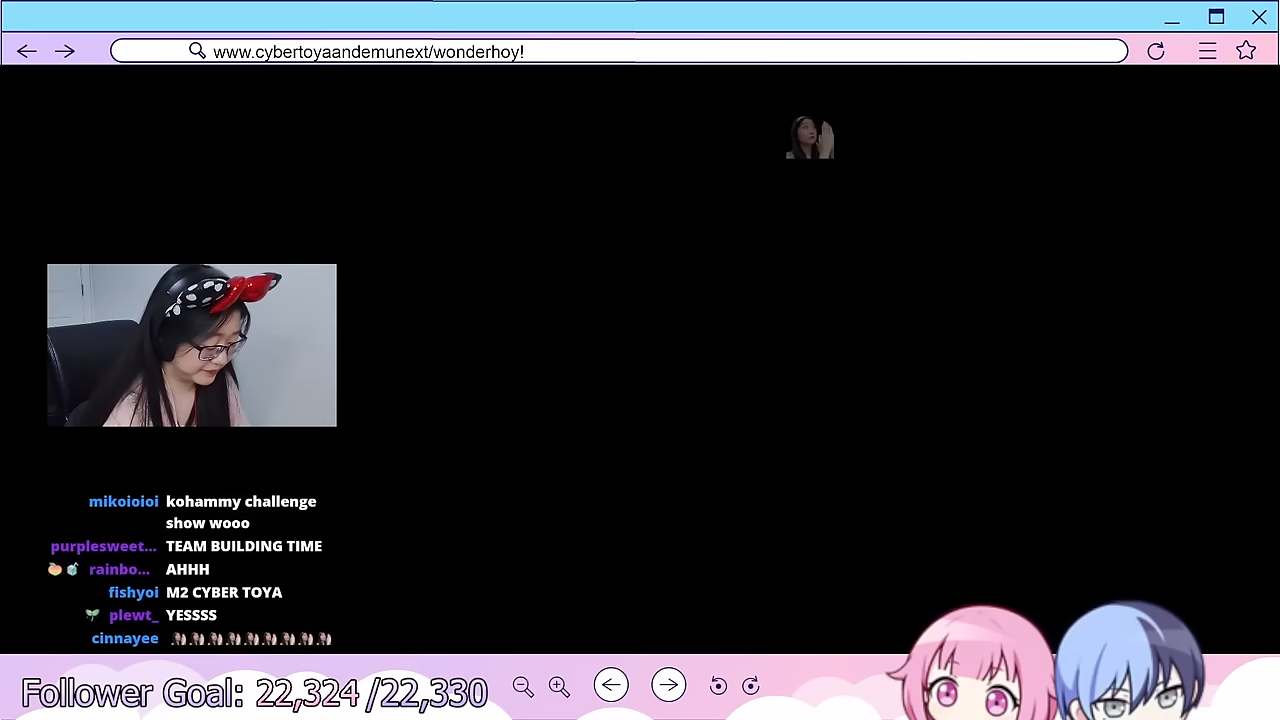 www.cybertoyaandemunext/wonderhoy!
mikoioioi kohammy challenge
show wooo
purplesweet... TEAM BUILDING TIME
rainbo... AHHH
fishyoi M2 CYBER TOYA
plewt_ YESSSS
cinnayee
Follower Goal: 22,324 /22,330